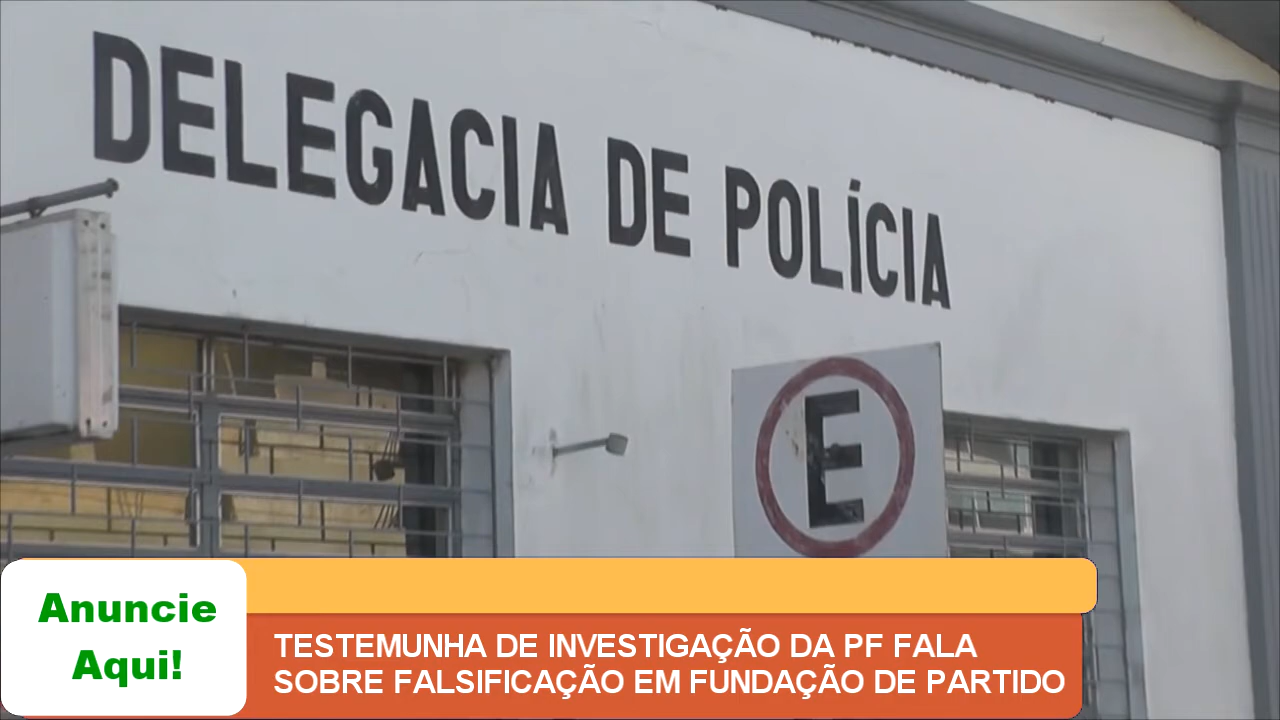 DELEGACIA DE POLÍCIA
E
Anuncie
Aqui!
TESTEMUNHA DE INVESTIGAÇÃO DA PF FALA
SOBRE FALSIFICAÇÃO EM FUNDAÇÃO DE PARTIDO